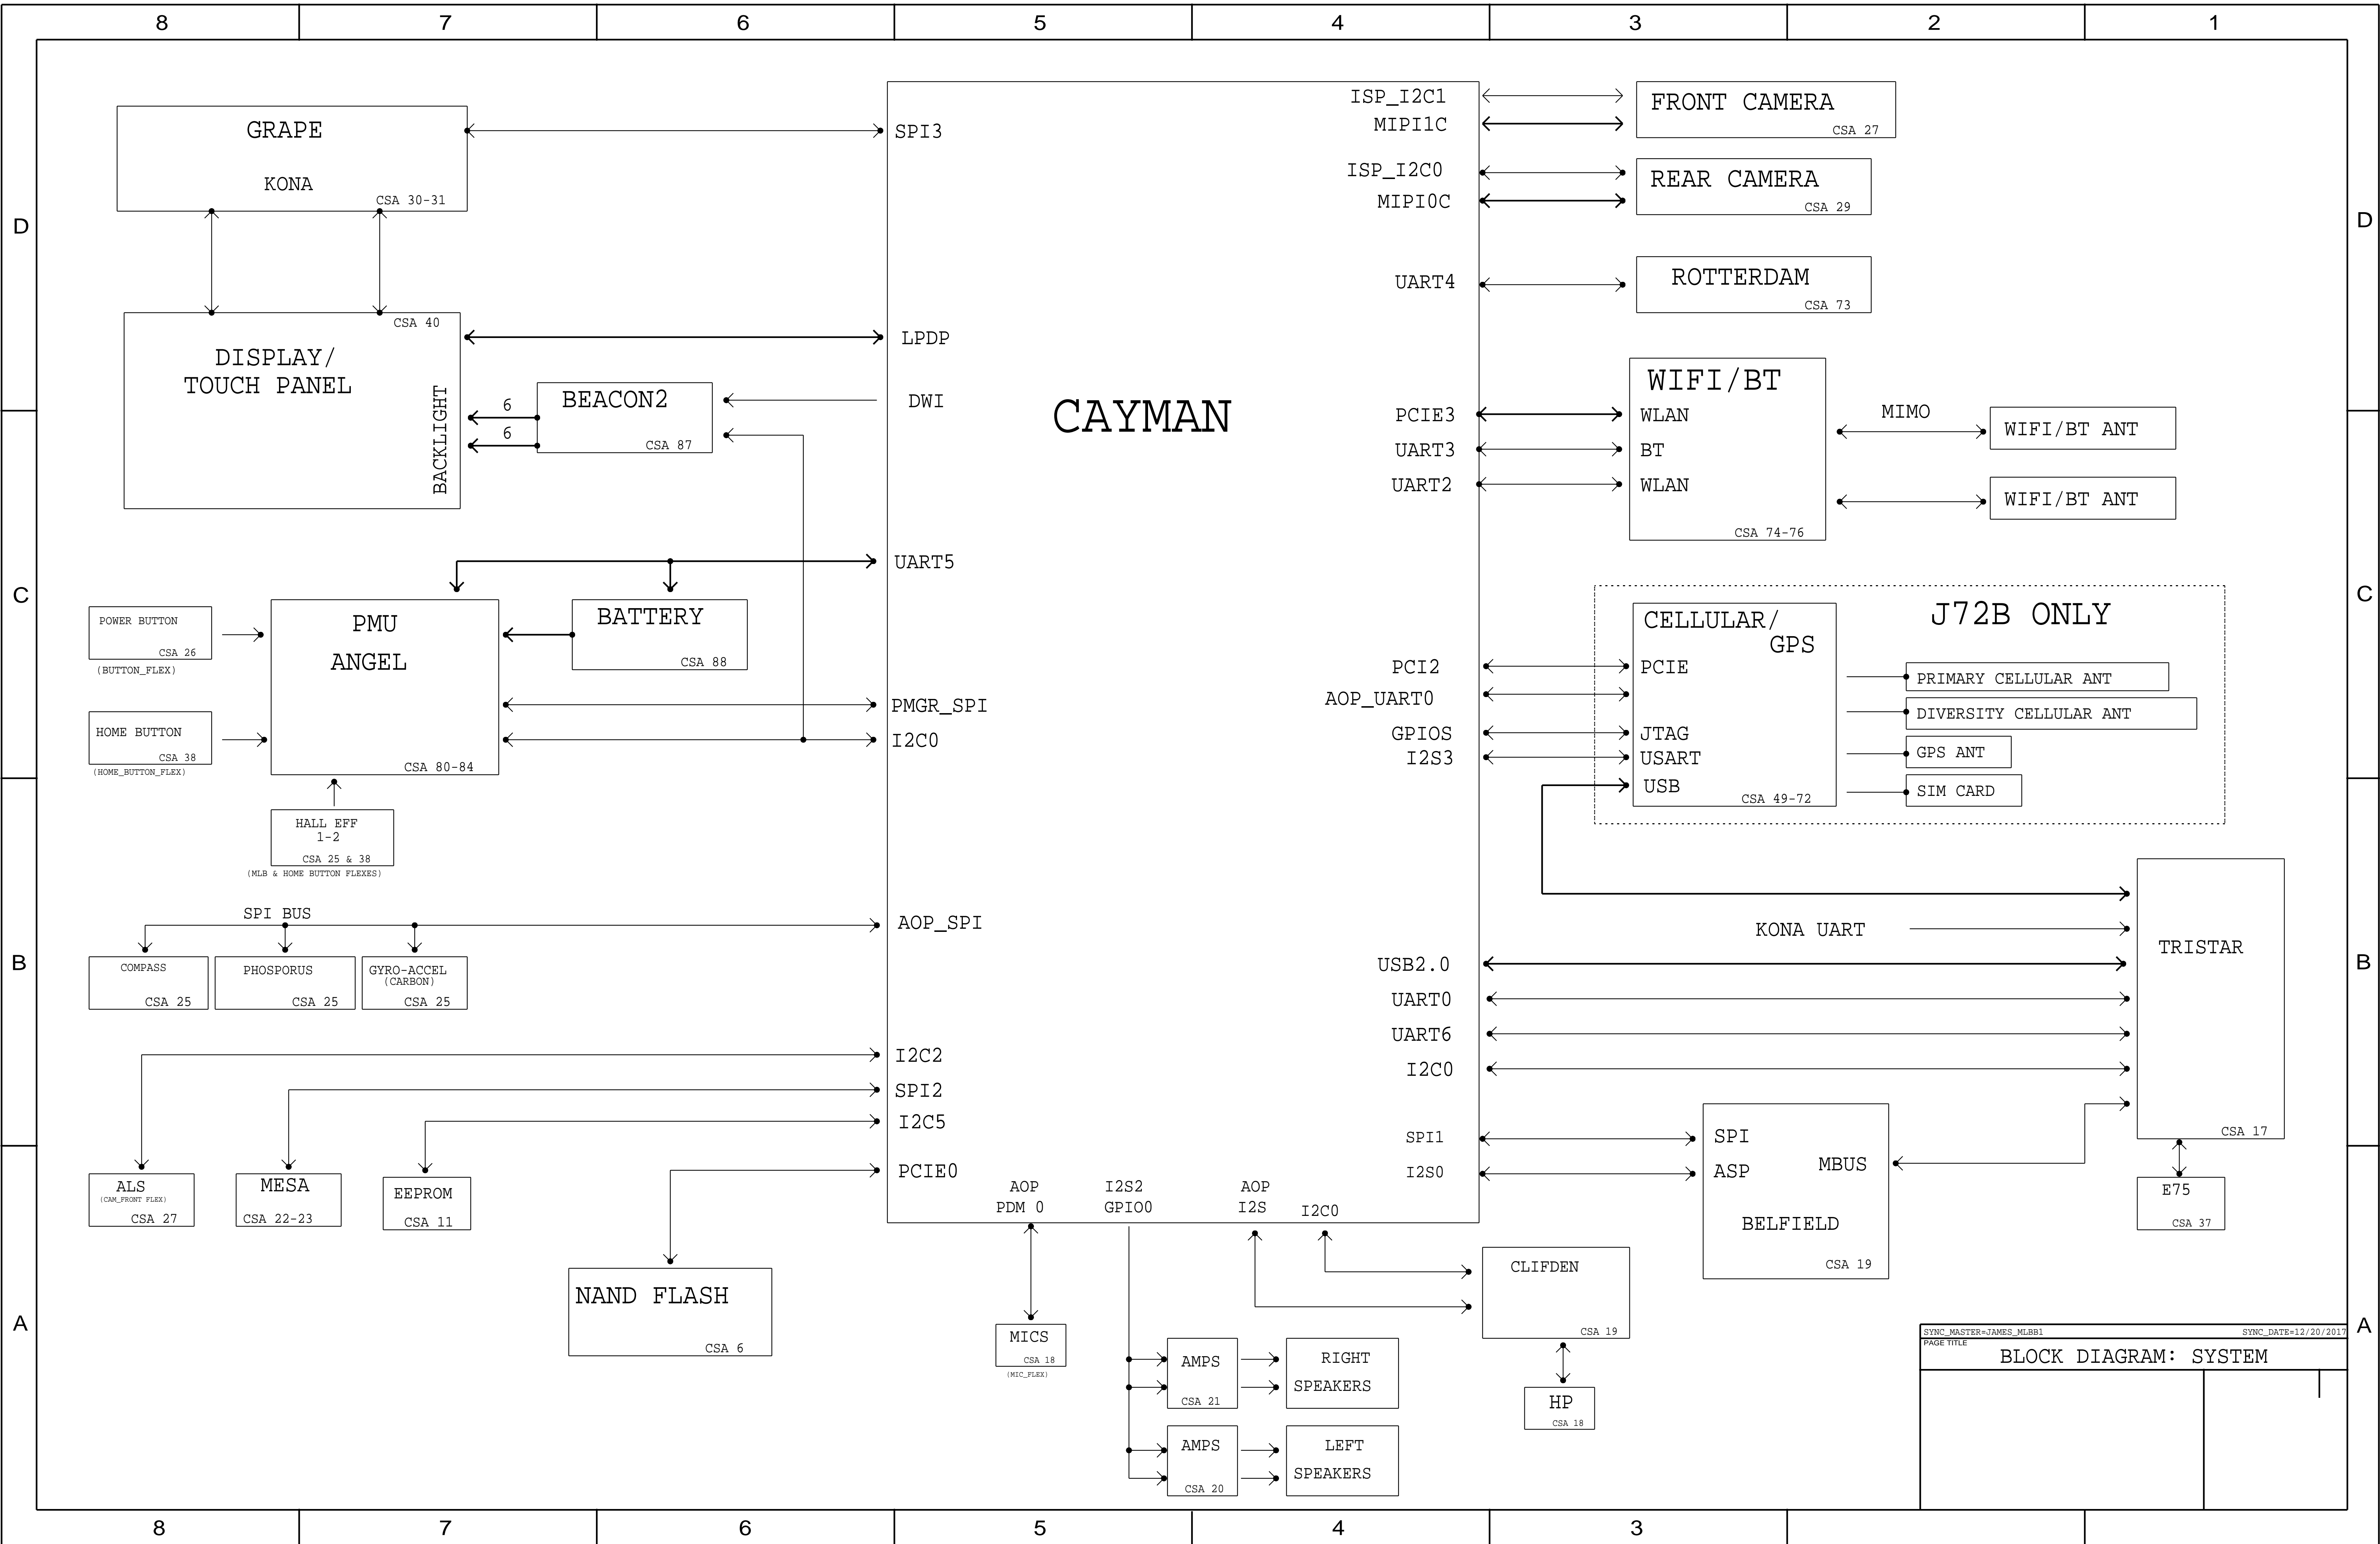 8 7 6 5 4 3 2 1
D
D
C
C
B
B
A
A
GRAPE
KONA
CSA 30-31
CSA 40
DISPLAY/
TOUCH PANEL
BACKLIGHT
6
6
BEACON2
CSA 87
POWER BUTTON
CSA 26
(BUTTON_FLEX)
HOME BUTTON
CSA 38
(HOME_BUTTON_FLEX)
PMU
ANGEL
CSA 80-84
BATTERY
CSA 88
HALL EFF
1-2
CSA 25 & 38
(MLB & HOME BUTTON FLEXES)
SPI BUS
COMPASS
CSA 25
PHOSPORUS
CSA 25
GYRO-ACCEL
(CARBON)
CSA 25
ALS
(CAM_FRONT FLEX)
CSA 27
MESA
CSA 22-23
EEPROM
CSA 11
NAND FLASH
CSA 6
CAYMAN
SPI3
LPDP
DWI
UART5
PMGR_SPI
I2C0
AOP_SPI
I2C2
SPI2
I2C5
PCIE0
AOP
PDM 0
I2S2
GPIO0
AOP
I2S
I2C0
ISP_I2C1
MIPI1C
ISP_I2C0
MIPI0C
UART4
PCIE3
UART3
UART2
PCI2
AOP_UART0
GPIOS
I2S3
USB2.0
UART0
UART6
I2C0
SPI1
I2S0
FRONT CAMERA
CSA 27
REAR CAMERA
CSA 29
ROTTERDAM
CSA 73
WIFI/BT
WLAN
BT
WLAN
CSA 74-76
MIMO
WIFI/BT ANT
WIFI/BT ANT
J72B ONLY
CELLULAR/
GPS
PCIE
JTAG
USART
USB
CSA 49-72
PRIMARY CELLULAR ANT
DIVERSITY CELLULAR ANT
GPS ANT
SIM CARD
KONA UART
TRISTAR
CSA 17
SPI
ASP
MBUS
BELFIELD
CSA 19
E75
CSA 37
CLIFDEN
CSA 19
HP
CSA 18
MICS
CSA 18
(MIC_FLEX)
AMPS
CSA 21
RIGHT
SPEAKERS
AMPS
CSA 20
LEFT
SPEAKERS
SYNC_MASTER=JAMES_MLBB1 SYNC_DATE=12/20/2017
PAGE TITLE
BLOCK DIAGRAM: SYSTEM
8 7 6 5 4 3